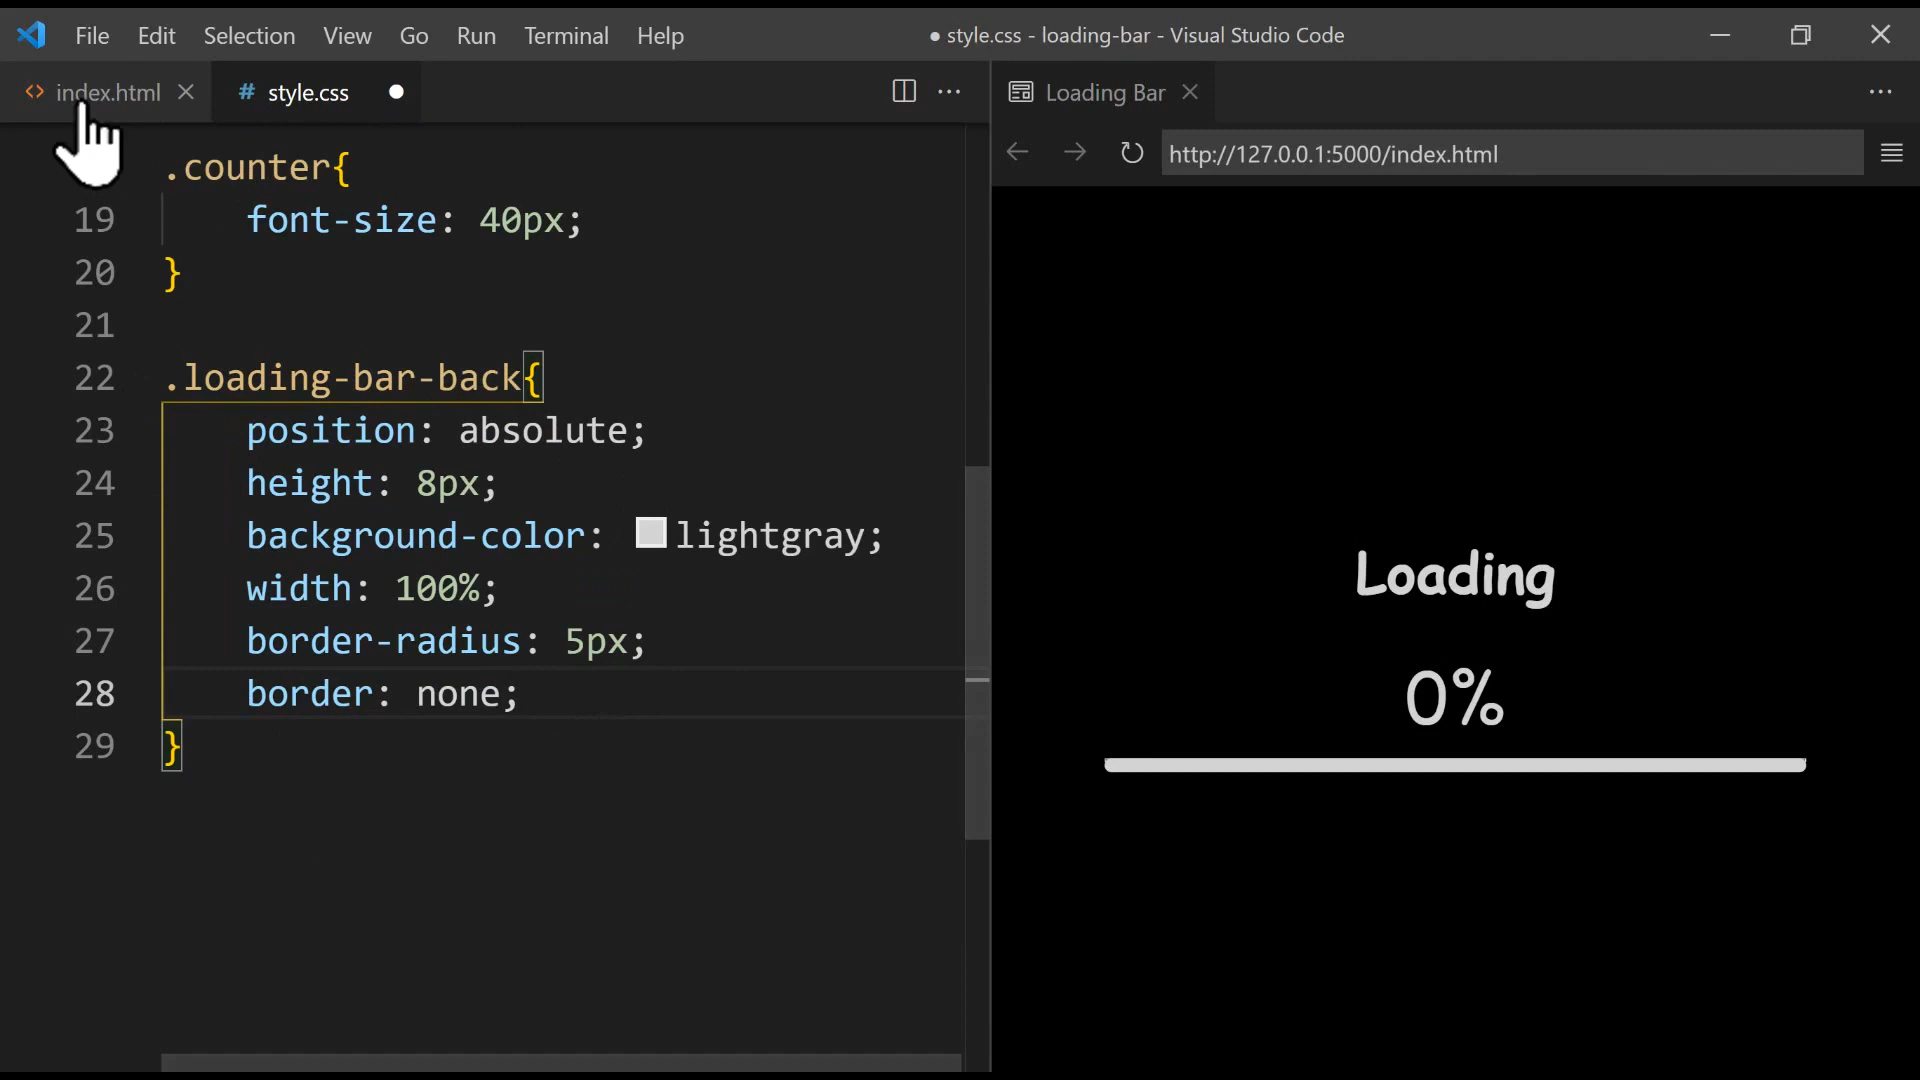 File Edit Selection View Go Run Terminal Help
● style.css - loading-bar - Visual Studio Code
<> index.html
# style.css
Loading Bar
http://127.0.0.1:5000/index.html
.counter{
19 font-size: 40px;
20 }
21
22 .loading-bar-back{
23 position: absolute;
24 height: 8px;
25 background-color: lightgray;
26 width: 100%;
27 border-radius: 5px;
28 border: none;
29 }
Loading
0%